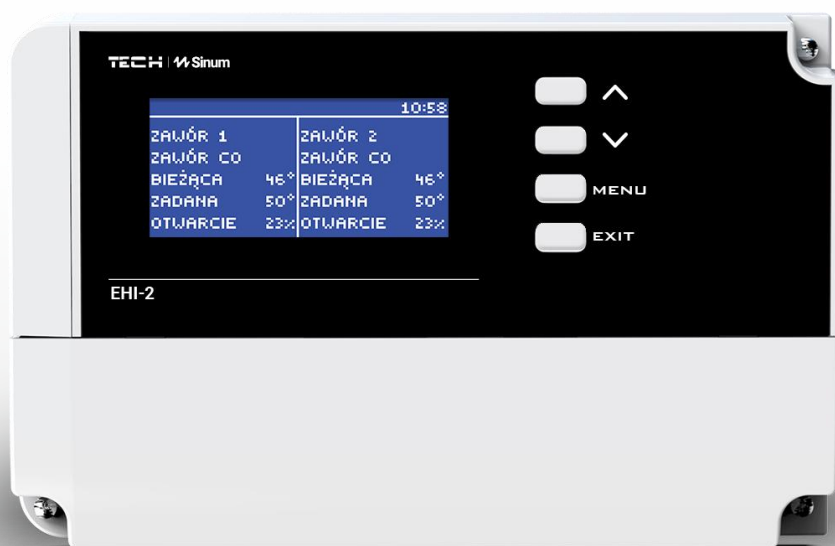 TECH | Sinum
10:58
ZAWÓR 1 ZAWÓR 2
ZAWÓR CO ZAWÓR CO
BIEŻĄCA 46° BIEŻĄCA 46°
ZADANA 50° ZADANA 50°
OTWARCIE 23% OTWARCIE 23%
MENU
EXIT
EHI-2